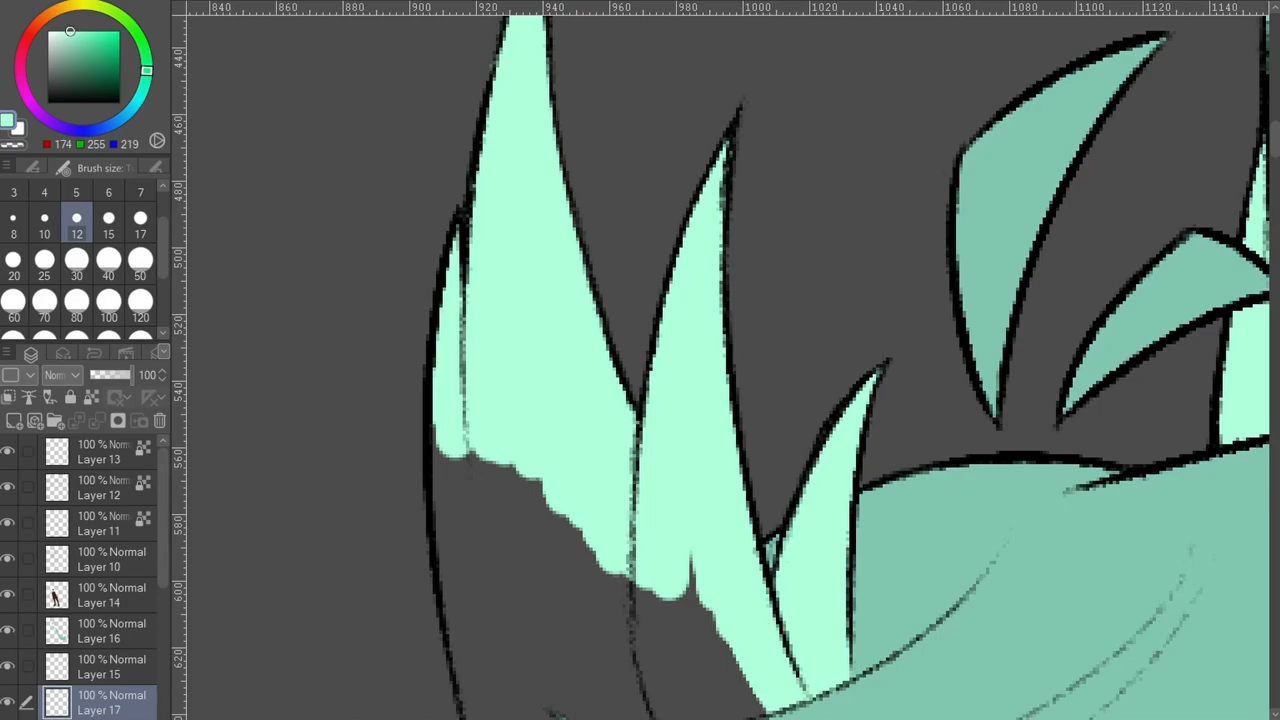 840 860 880 900 920 940 960 980 1000 1020 1040 1060 1080 1100 1120 1140
440
460
480
500
520
540
560
580
600
620
174 255 219
Brush size: T
3 4 5 6 7
8 10 12 15 17
20 25 30 40 50
60 70 80 100 120
Norn 100
100 % Norn
Layer 13
100 % Norn
Layer 12
100 % Norn
Layer 11
100 % Normal
Layer 10
100 % Normal
Layer 14
100 % Normal
Layer 16
100 % Normal
Layer 15
100 % Normal
Layer 17